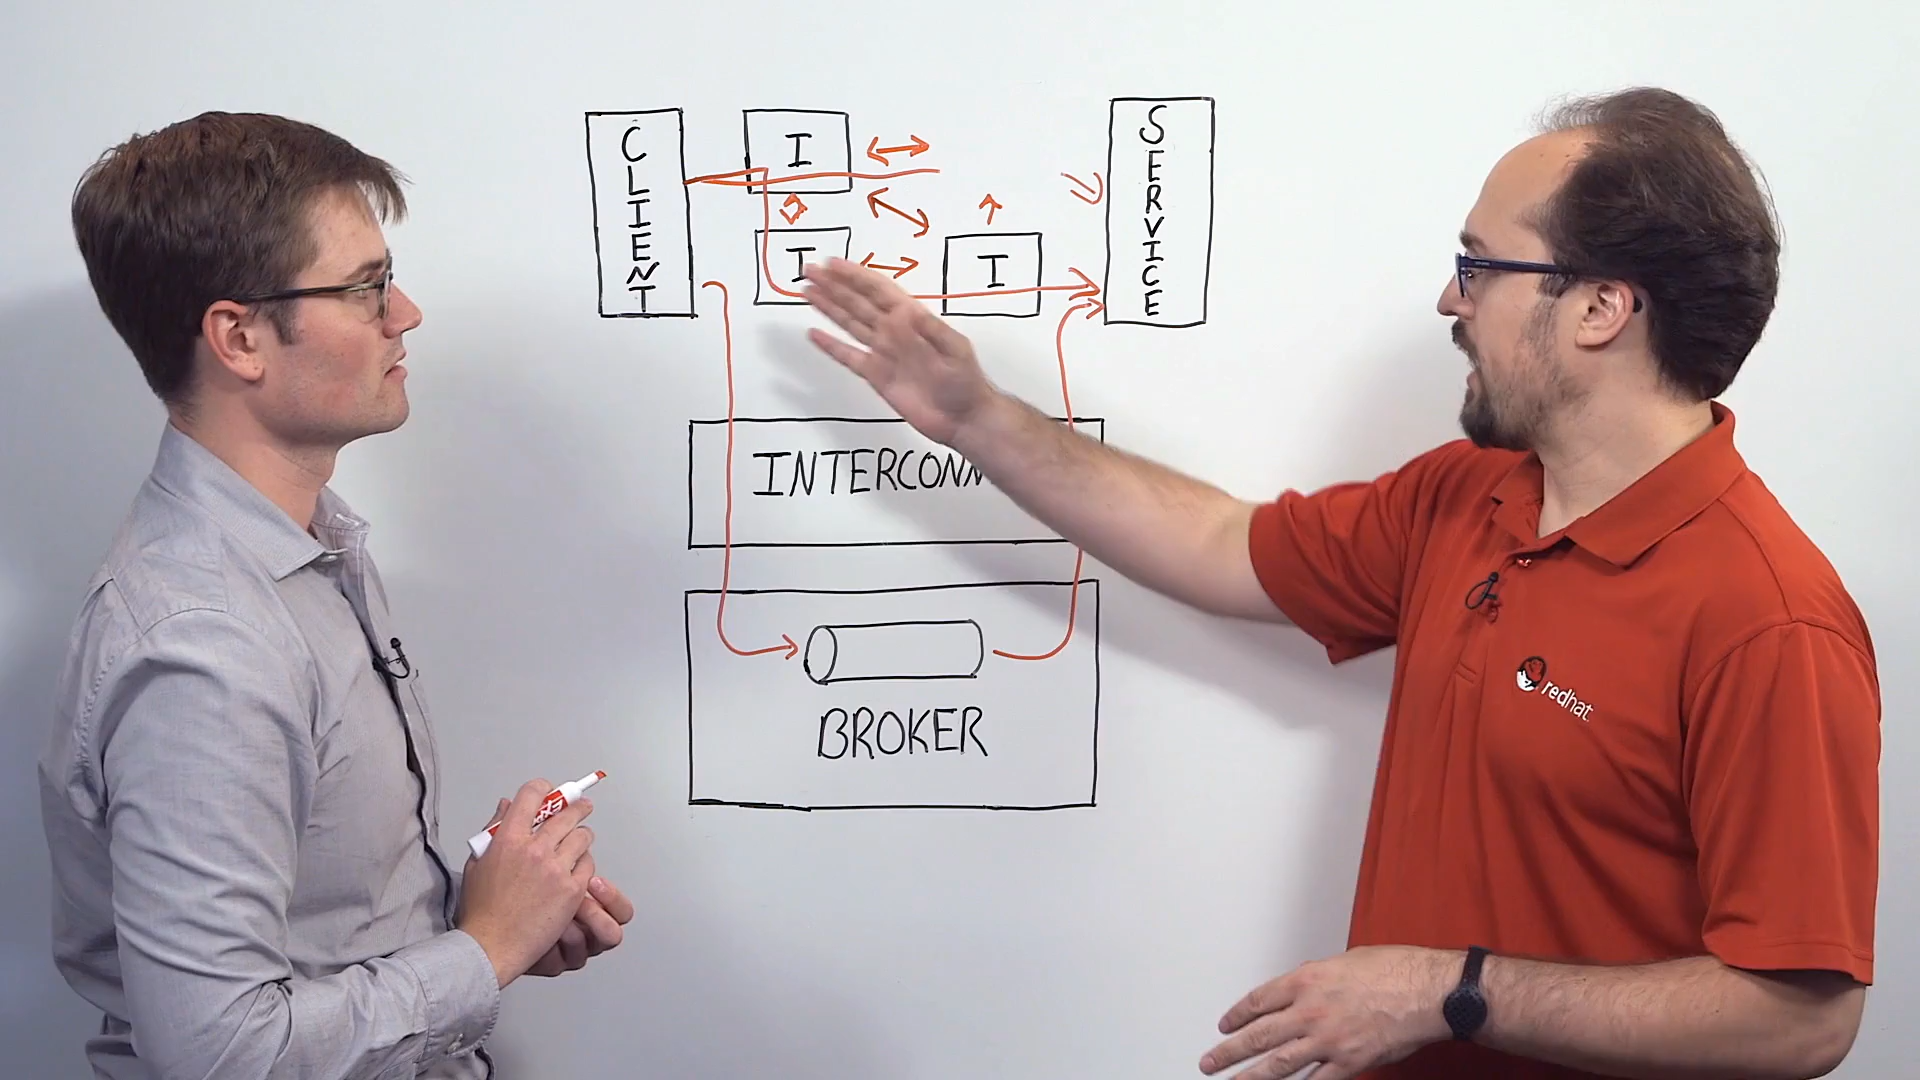 CLIENT
I
SERVICE
I
I
INTERCONN
BROKER
redhat.